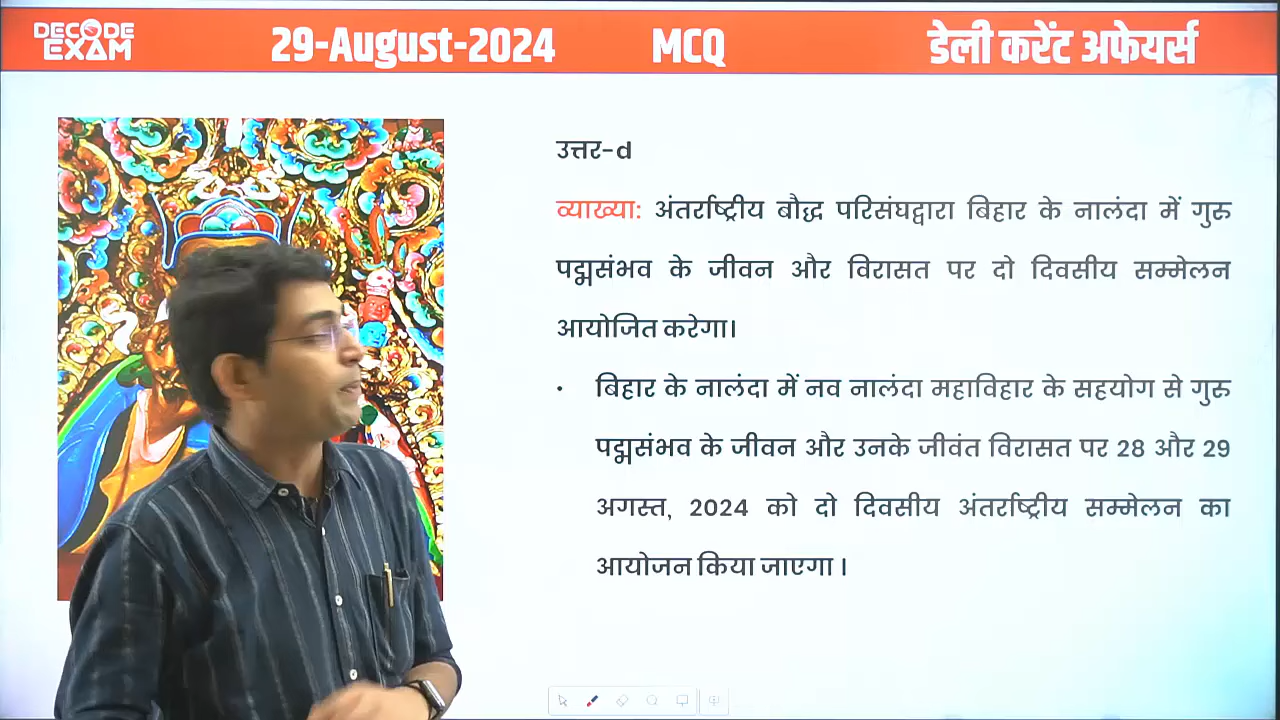 DECODE EXAM
29-August-2024 MCQ डेली करेंट अफेयर्स
उत्तर-d
व्याख्या: अंतर्राष्ट्रीय बौद्ध परिसंघद्वारा बिहार के नालंदा में गुरु
पद्मसंभव के जीवन और विरासत पर दो दिवसीय सम्मेलन
आयोजित करेगा।
• बिहार के नालंदा में नव नालंदा महाविहार के सहयोग से गुरु
पद्मसंभव के जीवन और उनके जीवंत विरासत पर 28 और 29
अगस्त, 2024 को दो दिवसीय अंतर्राष्ट्रीय सम्मेलन का
आयोजन किया जाएगा ।